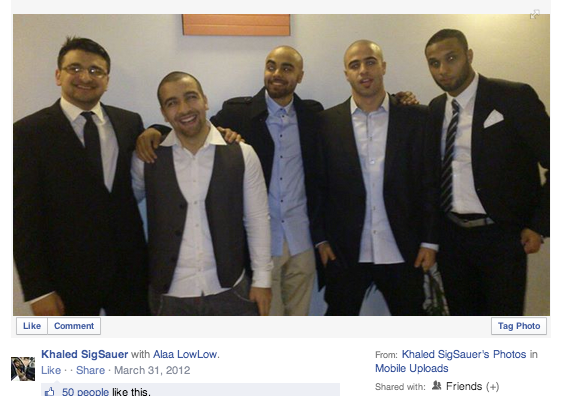 Like Comment Tag Photo
Khaled SigSauer with Alaa LowLow.
Like · · Share · March 31, 2012
50 people like this.
From: Khaled SigSauer's Photos in
Mobile Uploads
Shared with: Friends (+)